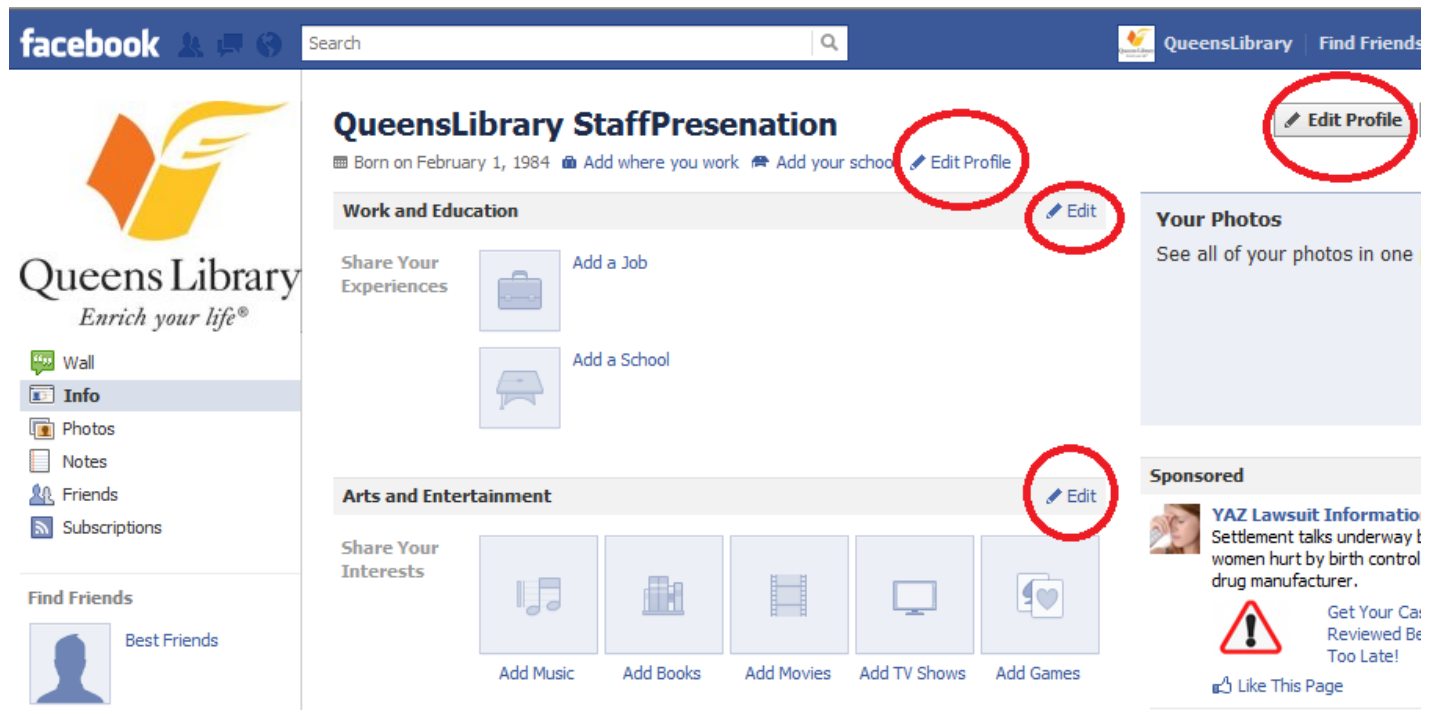 facebook
Search
QueensLibrary
Find Friends
Queens Library
Enrich your life®
Wall
Info
Photos
Notes
Friends
Subscriptions
Find Friends
Best Friends
QueensLibrary StaffPresenation
Born on February 1, 1984 Add where you work Add your school Edit Profile
Work and Education
Edit
Share Your
Experiences
Add a Job
Add a School
Arts and Entertainment
Edit
Share Your
Interests
Add Music
Add Books
Add Movies
Add TV Shows
Add Games
Edit Profile
Your Photos
See all of your photos in one
Sponsored
YAZ Lawsuit Informatio
Settlement talks underway b
women hurt by birth control
drug manufacturer.
Get Your Cas
Reviewed Be
Too Late!
Like This Page